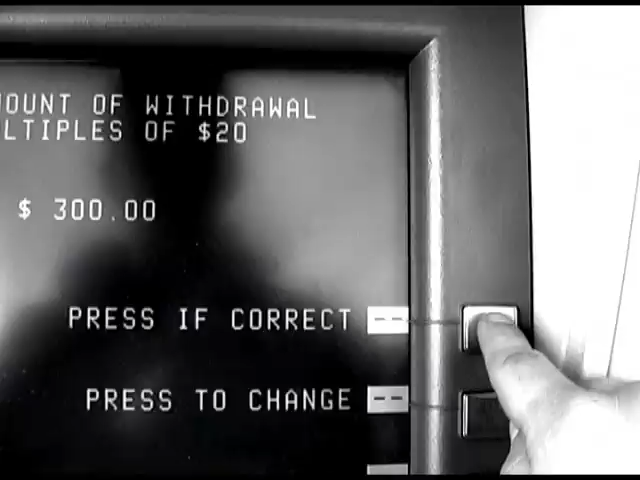 OUNT OF WITHDRAWAL
LTIPLES OF $20
$ 300.00
PRESS IF CORRECT --
PRESS TO CHANGE --